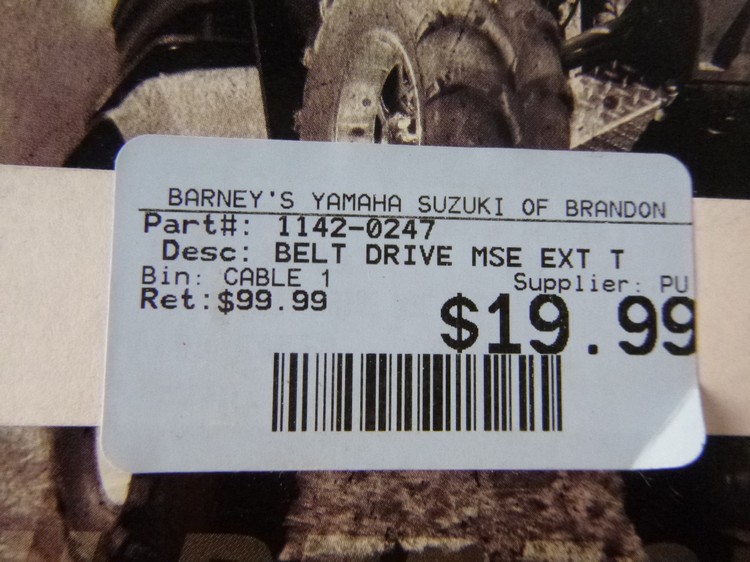 BARNEY'S YAMAHA SUZUKI OF BRANDON
Part#: 1142-0247
Desc: BELT DRIVE MSE EXT T
Bin: CABLE 1 Supplier: PU
Ret:$99.99
$19.99